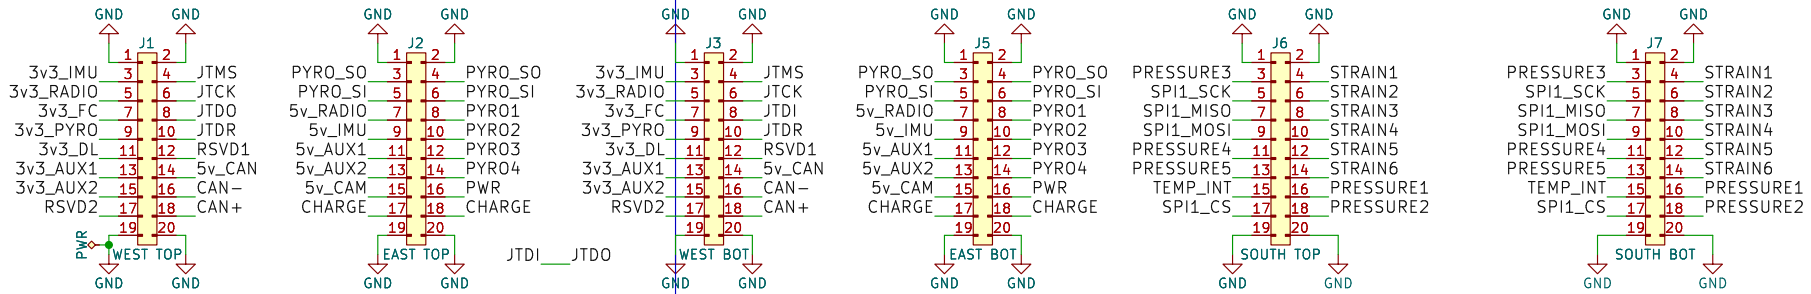 GND GND GND GND GND GND GND GND GND GND GND GND
J1 J2 J3 J5 J6 J7
1 2 1 2 1 2 1 2 1 2 1 2
3v3_IMU 3 4 JTMS PYRO_SO 3 4 PYRO_SO 3v3_IMU 3 4 JTMS PYRO_SO 3 4 PYRO_SO PRESSURE3 3 4 STRAIN1 PRESSURE3 3 4 STRAIN1
3v3_RADIO 5 6 JTCK PYRO_SI 5 6 PYRO_SI 3v3_RADIO 5 6 JTCK PYRO_SI 5 6 PYRO_SI SPI1_SCK 5 6 STRAIN2 SPI1_SCK 5 6 STRAIN2
3v3_FC 7 8 JTDO 5v_RADIO 7 8 PYRO1 3v3_FC 7 8 JTDI 5v_RADIO 7 8 PYRO1 SPI1_MISO 7 8 STRAIN3 SPI1_MISO 7 8 STRAIN3
3v3_PYRO 9 10 JTDR 5v_IMU 9 10 PYRO2 3v3_PYRO 9 10 JTDR 5v_IMU 9 10 PYRO2 SPI1_MOSI 9 10 STRAIN4 SPI1_MOSI 9 10 STRAIN4
3v3_DL 11 12 RSVD1 5v_AUX1 11 12 PYRO3 3v3_DL 11 12 RSVD1 5v_AUX1 11 12 PYRO3 PRESSURE4 11 12 STRAIN5 PRESSURE4 11 12 STRAIN5
3v3_AUX1 13 14 5v_CAN 5v_AUX2 13 14 PYRO4 3v3_AUX1 13 14 5v_CAN 5v_AUX2 13 14 PYRO4 PRESSURE5 13 14 STRAIN6 PRESSURE5 13 14 STRAIN6
3v3_AUX2 15 16 CAN- 5v_CAM 15 16 PWR 3v3_AUX2 15 16 CAN- 5v_CAM 15 16 PWR TEMP_INT 15 16 PRESSURE1 TEMP_INT 15 16 PRESSURE1
RSVD2 17 18 CAN+ CHARGE 17 18 CHARGE RSVD2 17 18 CAN+ CHARGE 17 18 CHARGE SPI1_CS 17 18 PRESSURE2 SPI1_CS 17 18 PRESSURE2
19 20 19 20 19 20 19 20 19 20 19 20
PWR WEST TOP EAST TOP JTDI JTDO WEST BOT EAST BOT SOUTH TOP SOUTH BOT
GND GND GND GND GND GND GND GND GND GND GND GND